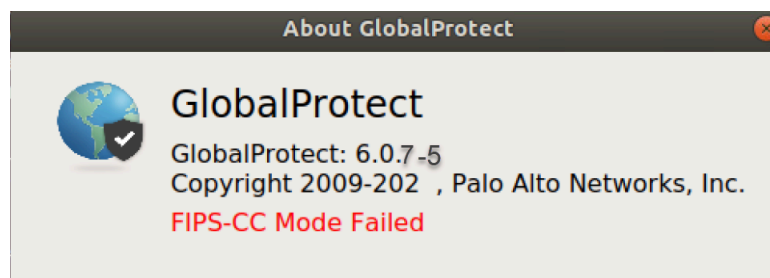 About GlobalProtect
GlobalProtect
GlobalProtect: 6.0.7-5
Copyright 2009-202 , Palo Alto Networks, Inc.
FIPS-CC Mode Failed